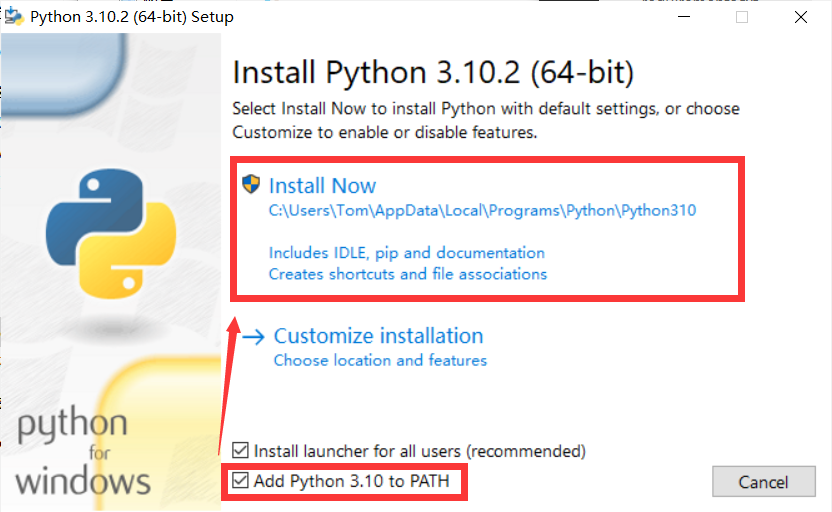 Python 3.10.2 (64-bit) Setup
Install Python 3.10.2 (64-bit)
Select Install Now to install Python with default settings, or choose
Customize to enable or disable features.
Install Now
C:\Users\Tom\AppData\Local\Programs\Python\Python310
Includes IDLE, pip and documentation
Creates shortcuts and file associations
Customize installation
Choose location and features
python
for
windows
Install launcher for all users (recommended)
Add Python 3.10 to PATH
Cancel